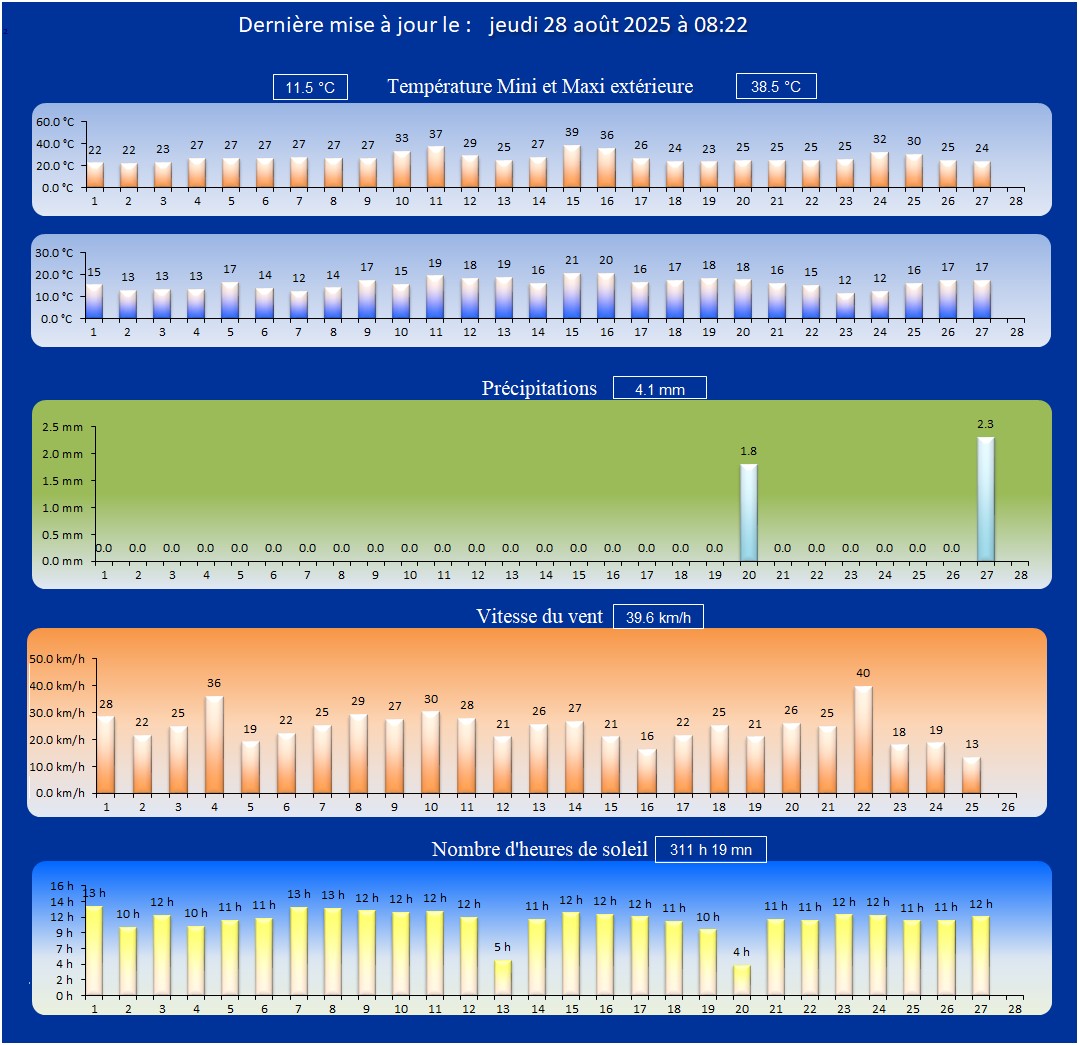 Dernière mise à jour le : jeudi 28 août 2025 à 08:22
11.5 °C Température Mini et Maxi extérieure 38.5 °C
60.0 °C
40.0 °C
20.0 °C
0.0 °C
22 22 23 27 27 27 27 27 27 33 37 29 25 27 39 36 26 24 23 25 25 25 25 32 30 25 24
1 2 3 4 5 6 7 8 9 10 11 12 13 14 15 16 17 18 19 20 21 22 23 24 25 26 27 28
30.0 °C
20.0 °C
10.0 °C
0.0 °C
15 13 13 13 17 14 12 14 17 15 19 18 19 16 21 20 16 17 18 18 16 15 12 12 16 17 17
1 2 3 4 5 6 7 8 9 10 11 12 13 14 15 16 17 18 19 20 21 22 23 24 25 26 27 28
Précipitations 4.1 mm
2.5 mm
2.0 mm
1.5 mm
1.0 mm
0.5 mm
0.0 mm
0.0 0.0 0.0 0.0 0.0 0.0 0.0 0.0 0.0 0.0 0.0 0.0 0.0 0.0 0.0 0.0 0.0 0.0 0.0 1.8 0.0 0.0 0.0 0.0 0.0 0.0 2.3
1 2 3 4 5 6 7 8 9 10 11 12 13 14 15 16 17 18 19 20 21 22 23 24 25 26 27 28
Vitesse du vent 39.6 km/h
50.0 km/h
40.0 km/h
30.0 km/h
20.0 km/h
10.0 km/h
0.0 km/h
28 22 25 36 19 22 25 29 27 30 28 21 26 27 21 16 22 25 21 26 25 40 18 19 13
1 2 3 4 5 6 7 8 9 10 11 12 13 14 15 16 17 18 19 20 21 22 23 24 25 26
Nombre d'heures de soleil 311 h 19 mn
16 h
14 h
12 h
9 h
7 h
4 h
2 h
0 h
13 h 10 h 12 h 10 h 11 h 11 h 13 h 13 h 12 h 12 h 12 h 12 h 5 h 11 h 12 h 12 h 12 h 11 h 10 h 4 h 11 h 11 h 12 h 12 h 11 h 11 h 12 h
1 2 3 4 5 6 7 8 9 10 11 12 13 14 15 16 17 18 19 20 21 22 23 24 25 26 27 28